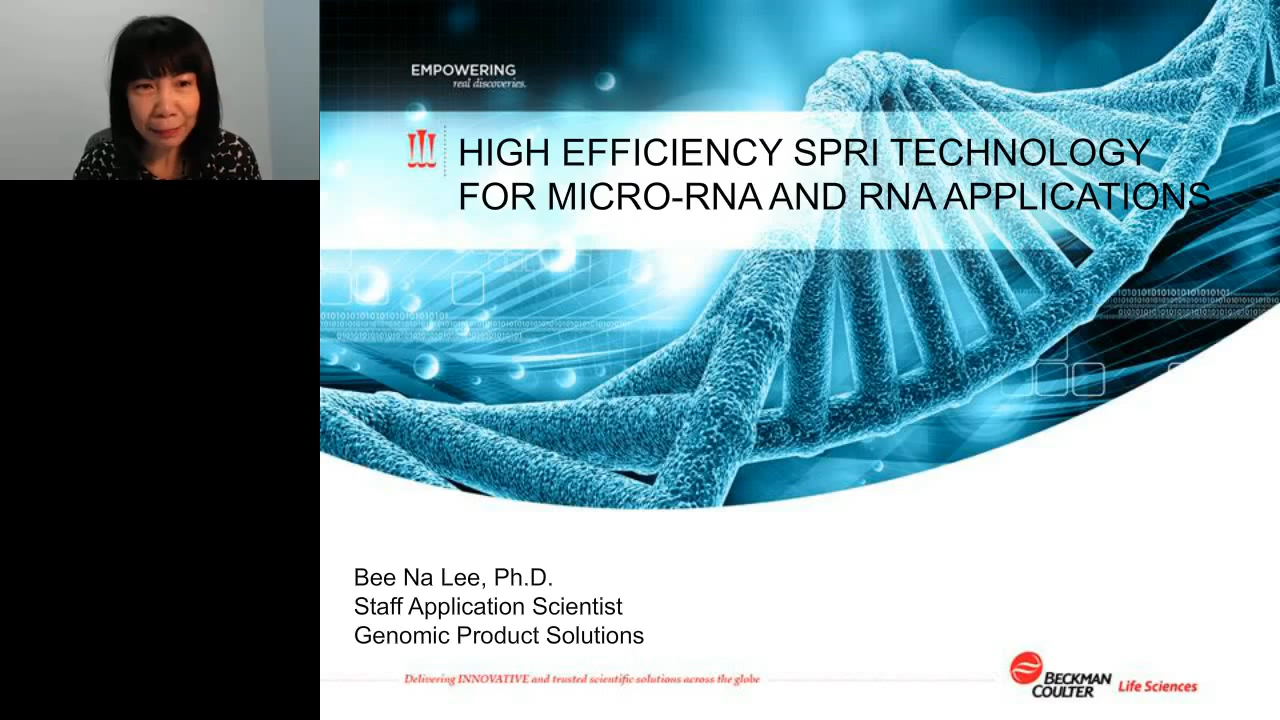 EMPOWERING
real discoveries.
HIGH EFFICIENCY SPRI TECHNOLOGY
FOR MICRO-RNA AND RNA APPLICATIONS
Bee Na Lee, Ph.D.
Staff Application Scientist
Genomic Product Solutions
Delivering INNOVATIVE and trusted scientific solutions across the globe
BECKMAN
COULTER Life Sciences